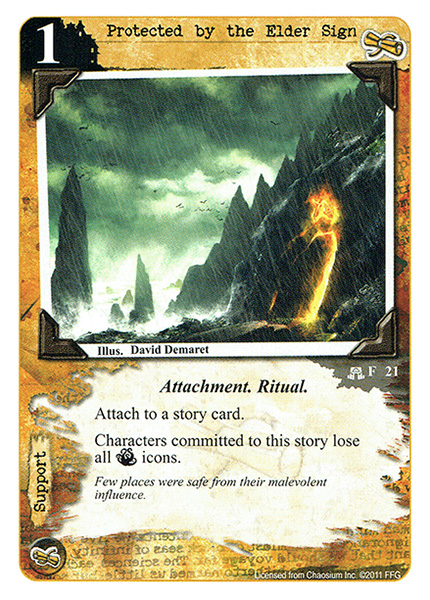 1
Protected by the Elder Sign
Illus. David Demaret
F 21
Attachment. Ritual.
Attach to a story card.
Characters committed to this story lose
all icons.
Few places were safe from their malevolent
influence.
Support
Licensed from Chaosium Inc. ©2011 FFG